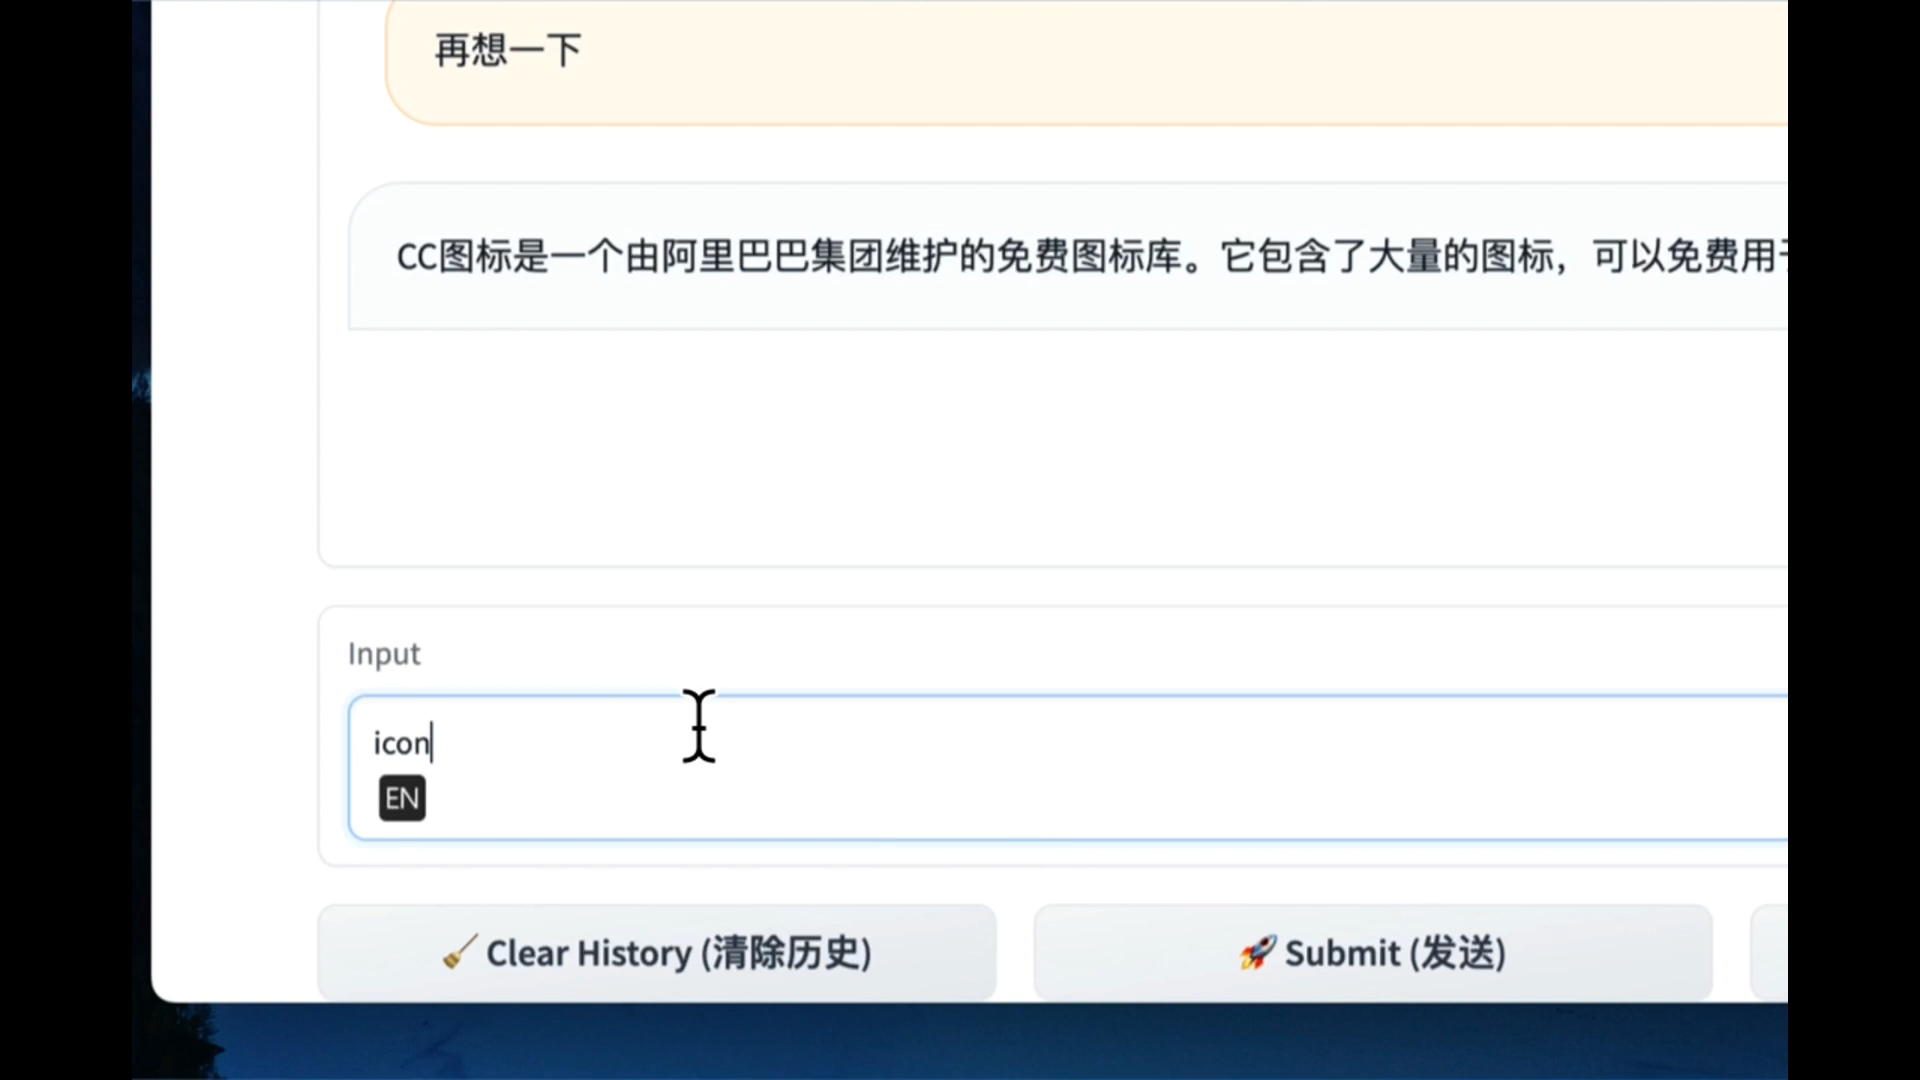 再想一下
CC图标是一个由阿里巴巴集团维护的免费图标库。它包含了大量的图标，可以免费用
Input
icon
EN
🧹 Clear History (清除历史)
🚀 Submit (发送)